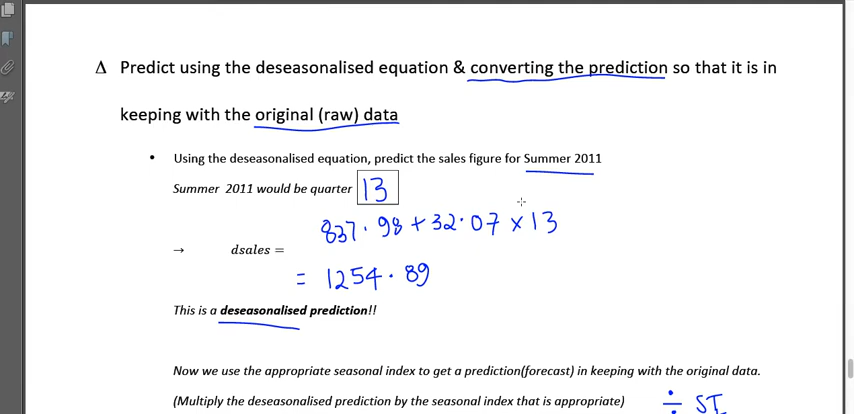 Δ Predict using the deseasonalised equation & converting the prediction so that it is in
keeping with the original (raw) data
• Using the deseasonalised equation, predict the sales figure for Summer 2011
Summer 2011 would be quarter 13
837.98 + 32.07 × 13
→ dsales =
= 1254.89
This is a deseasonalised prediction!!
Now we use the appropriate seasonal index to get a prediction(forecast) in keeping with the original data.
(Multiply the deseasonalised prediction by the seasonal index that is appropriate) ÷ SI